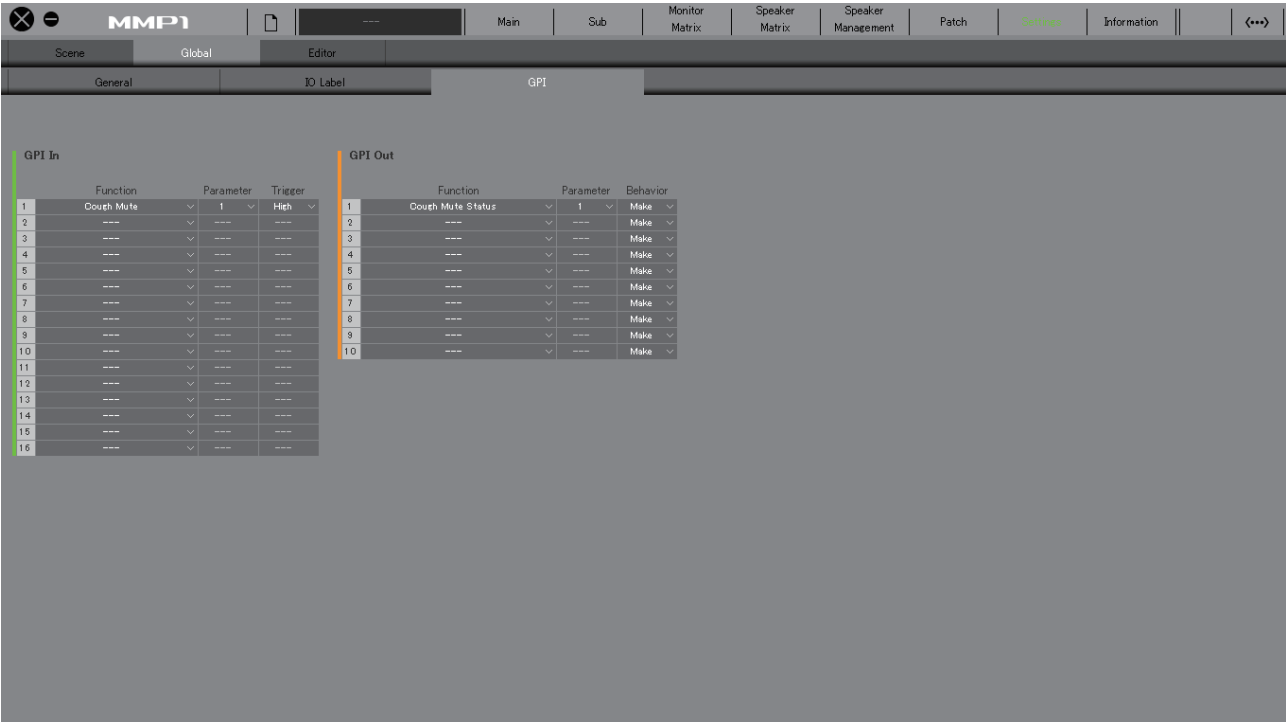 MMP1
---
Main
Sub
Monitor
Matrix
Speaker
Matrix
Speaker
Management
Patch
Information
Scene
Global
Editor
General
IO Label
GPI
GPI In
GPI Out
Function Parameter Trigger
Function Parameter Behavior
1 Cough Mute 1 High
1 Cough Mute Status 1 Make
2 --- --- ---
2 --- --- Make
3 --- --- ---
3 --- --- Make
4 --- --- ---
4 --- --- Make
5 --- --- ---
5 --- --- Make
6 --- --- ---
6 --- --- Make
7 --- --- ---
7 --- --- Make
8 --- --- ---
8 --- --- Make
9 --- --- ---
9 --- --- Make
10 --- --- ---
10 --- --- Make
11 --- --- ---
12 --- --- ---
13 --- --- ---
14 --- --- ---
15 --- --- ---
16 --- --- ---